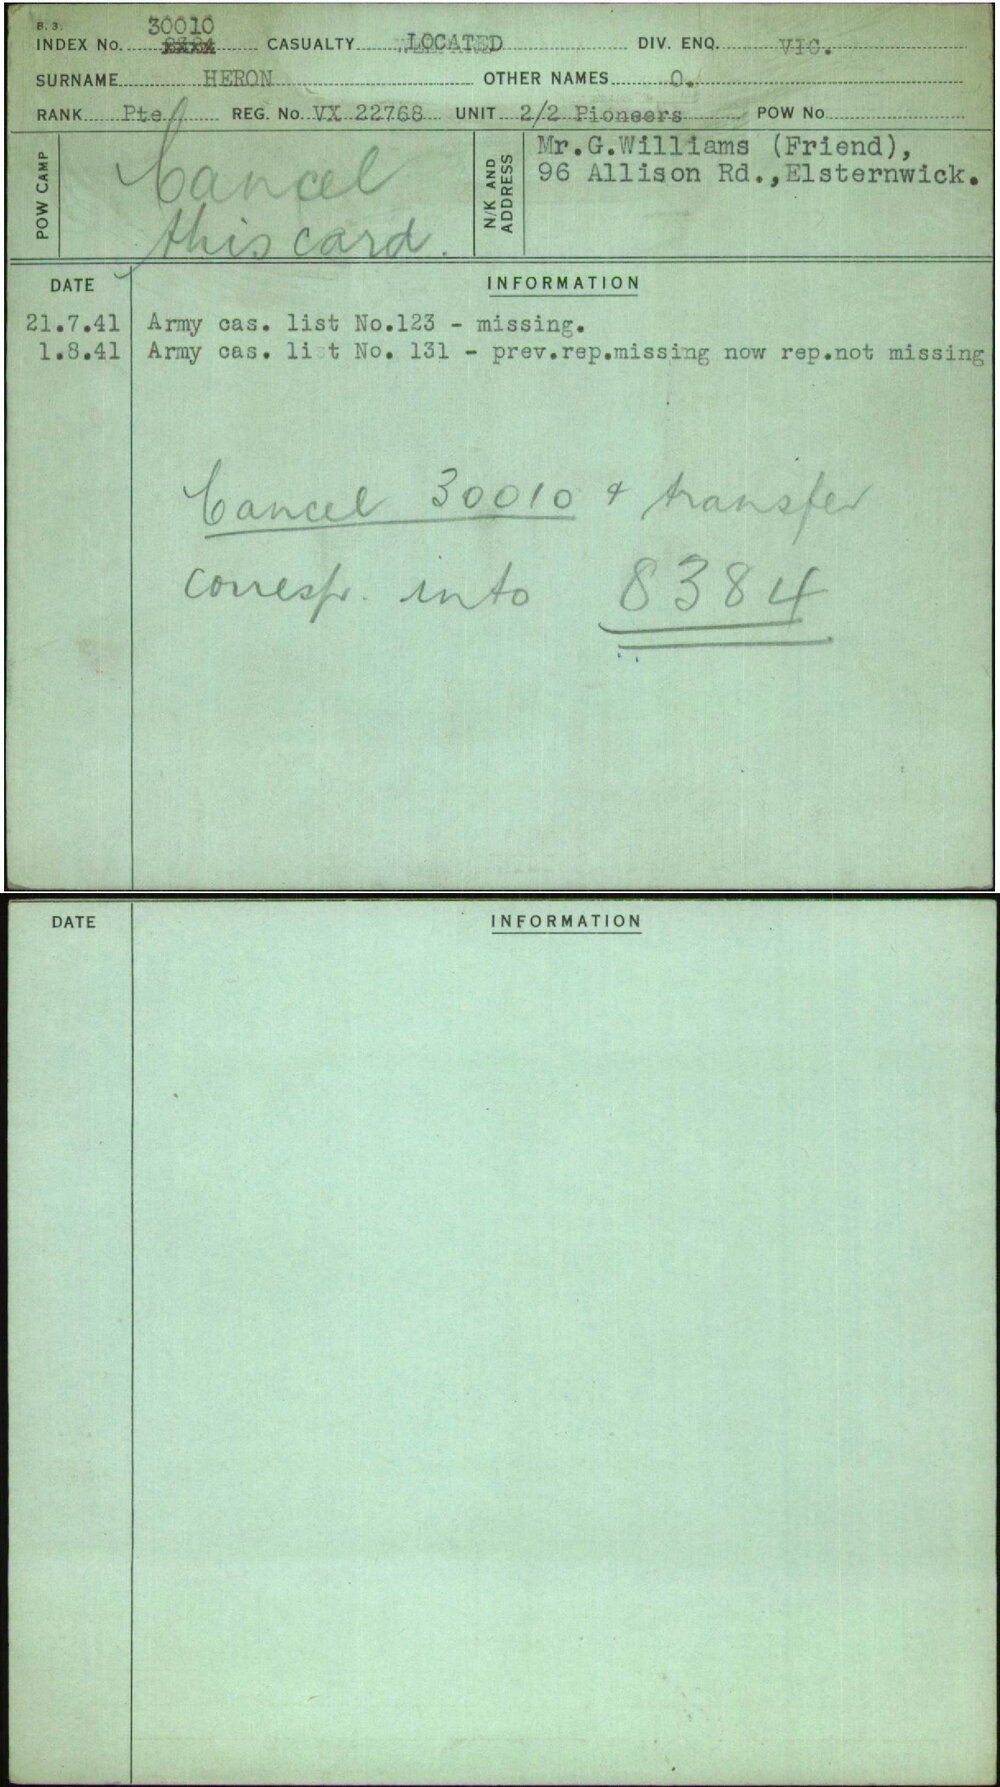 B. 3.
30010
INDEX No. 8384 CASUALTY LOCATED DIV. ENQ. VIC.
SURNAME HERON OTHER NAMES O.
RANK Pte REG. No. VX 22768 UNIT 2/2 Pioneers POW No.
POW CAMP
Cancel
this card.
N/K AND
ADDRESS
Mr.G.Williams (Friend),
96 Allison Rd.,Elsternwick.
DATE INFORMATION
21.7.41 Army cas. list No.123 - missing.
1.8.41 Army cas. list No. 131 - prev.rep.missing now rep.not missing
Cancel 30010 & transfer
corresp. into 8384
DATE INFORMATION